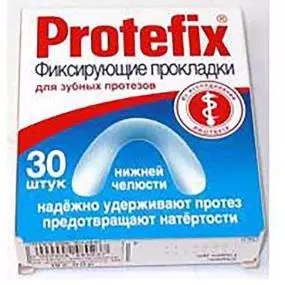 Protefix®
Фиксирующие прокладки
для зубных протезов
30
штук
нижней
челюсти
надёжно удерживают протез
предотвращают натёртости